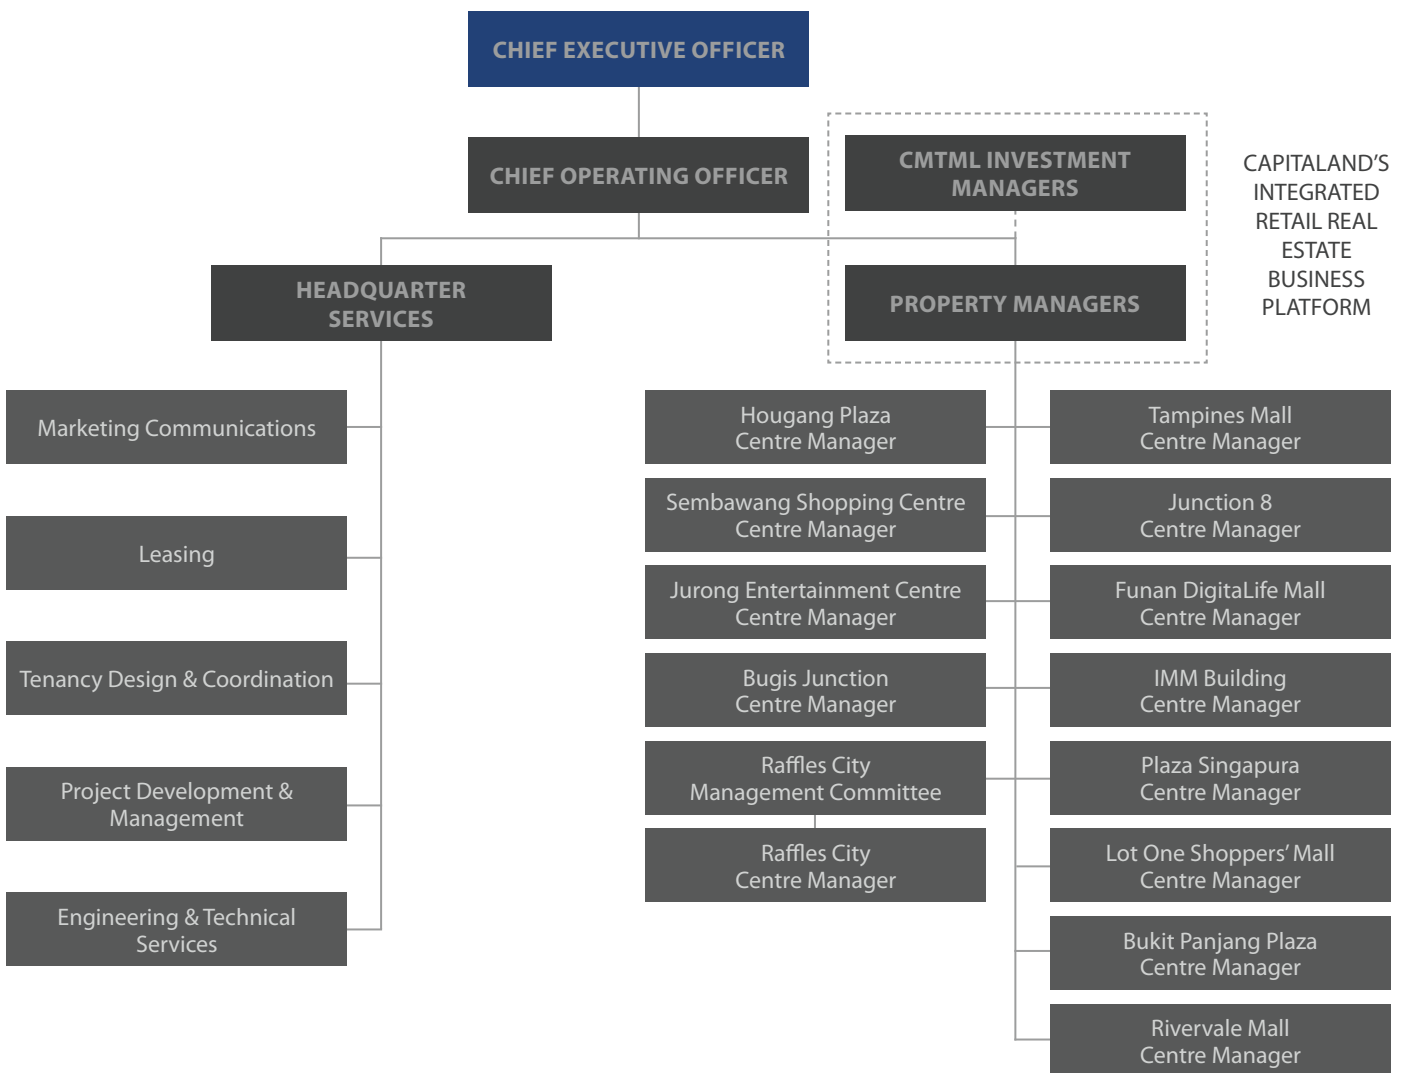 CHIEF EXECUTIVE OFFICER
CHIEF OPERATING OFFICER
CMTML INVESTMENT
MANAGERS
CAPITALAND'S
INTEGRATED
RETAIL REAL
ESTATE
BUSINESS
PLATFORM
HEADQUARTER
SERVICES
PROPERTY MANAGERS
Marketing Communications
Leasing
Tenancy Design & Coordination
Project Development &
Management
Engineering & Technical
Services
Hougang Plaza
Centre Manager
Sembawang Shopping Centre
Centre Manager
Jurong Entertainment Centre
Centre Manager
Bugis Junction
Centre Manager
Raffles City
Management Committee
Raffles City
Centre Manager
Tampines Mall
Centre Manager
Junction 8
Centre Manager
Funan DigitaLife Mall
Centre Manager
IMM Building
Centre Manager
Plaza Singapura
Centre Manager
Lot One Shoppers' Mall
Centre Manager
Bukit Panjang Plaza
Centre Manager
Rivervale Mall
Centre Manager